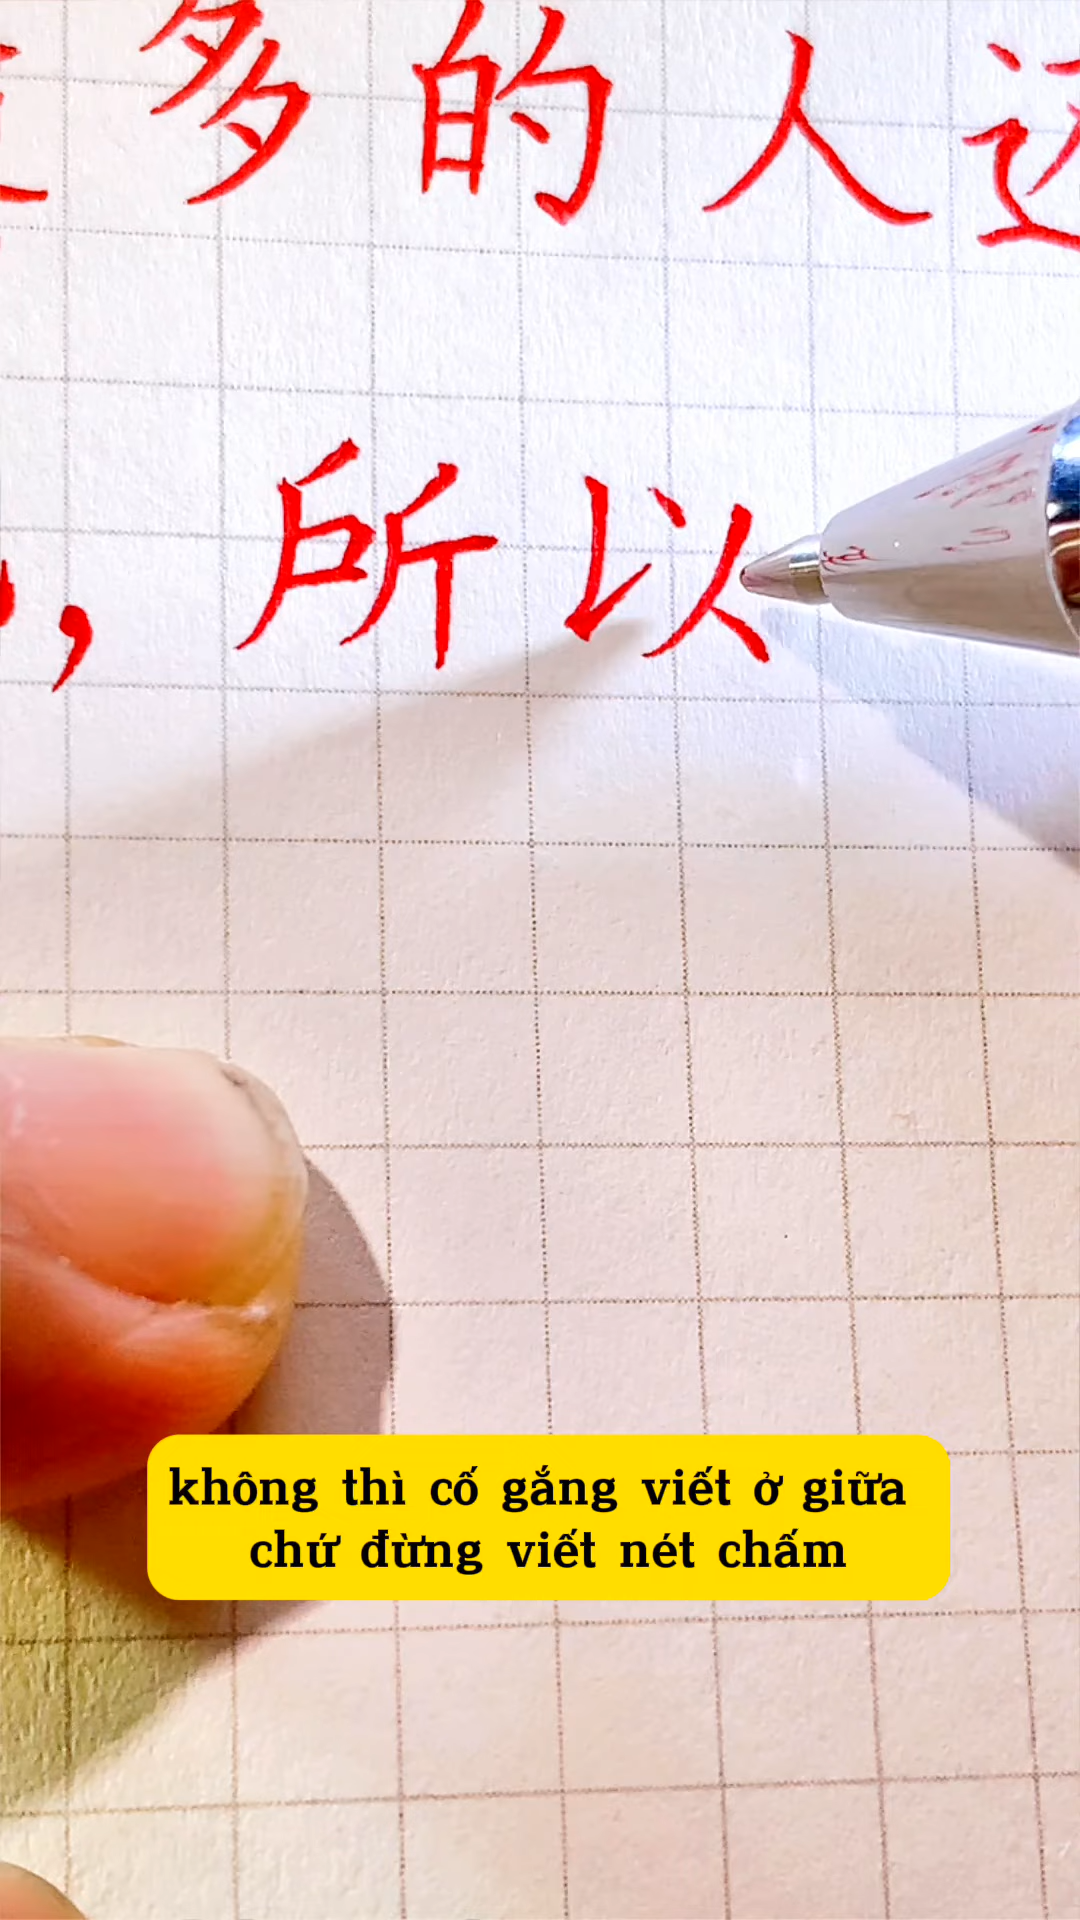 多的人
，所以
không thì cố gắng viết ở giữa
chứ đừng viết nét chấm